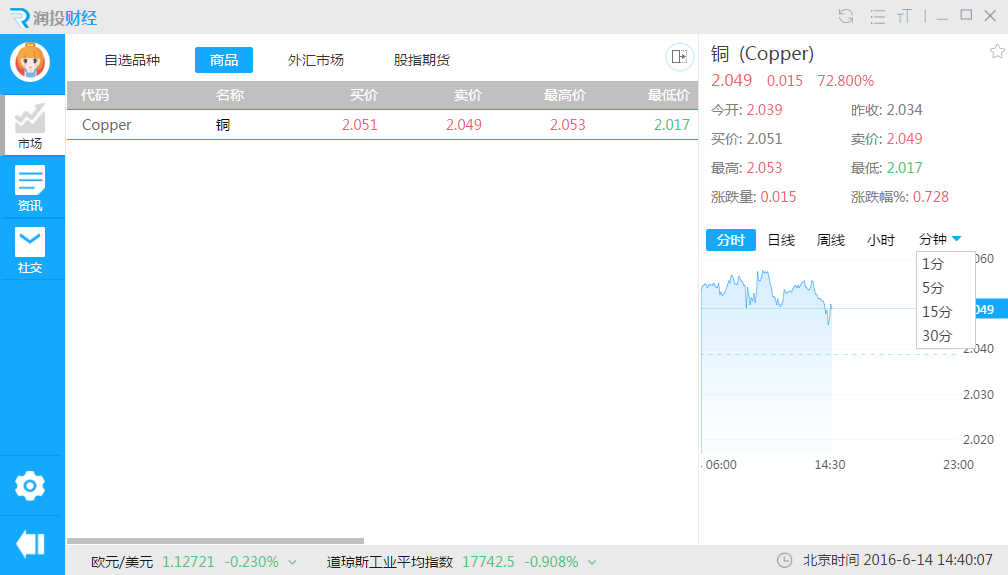 润投财经
市场
资讯
社交
自选品种 商品 外汇市场 股指期货
代码 名称 买价 卖价 最高价 最低价
Copper 铜 2.051 2.049 2.053 2.017
铜 (Copper)
2.049 0.015 72.800%
今开: 2.039 昨收: 2.034
买价: 2.051 卖价: 2.049
最高: 2.053 最低: 2.017
涨跌量: 0.015 涨跌幅%: 0.728
分时 日线 周线 小时 分钟
1分
5分
15分
30分
060
049
2.040
2.030
2.020
06:00 14:30 23:00
欧元/美元 1.12721 -0.230% 道琼斯工业平均指数 17742.5 -0.908% 北京时间 2016-6-14 14:40:07